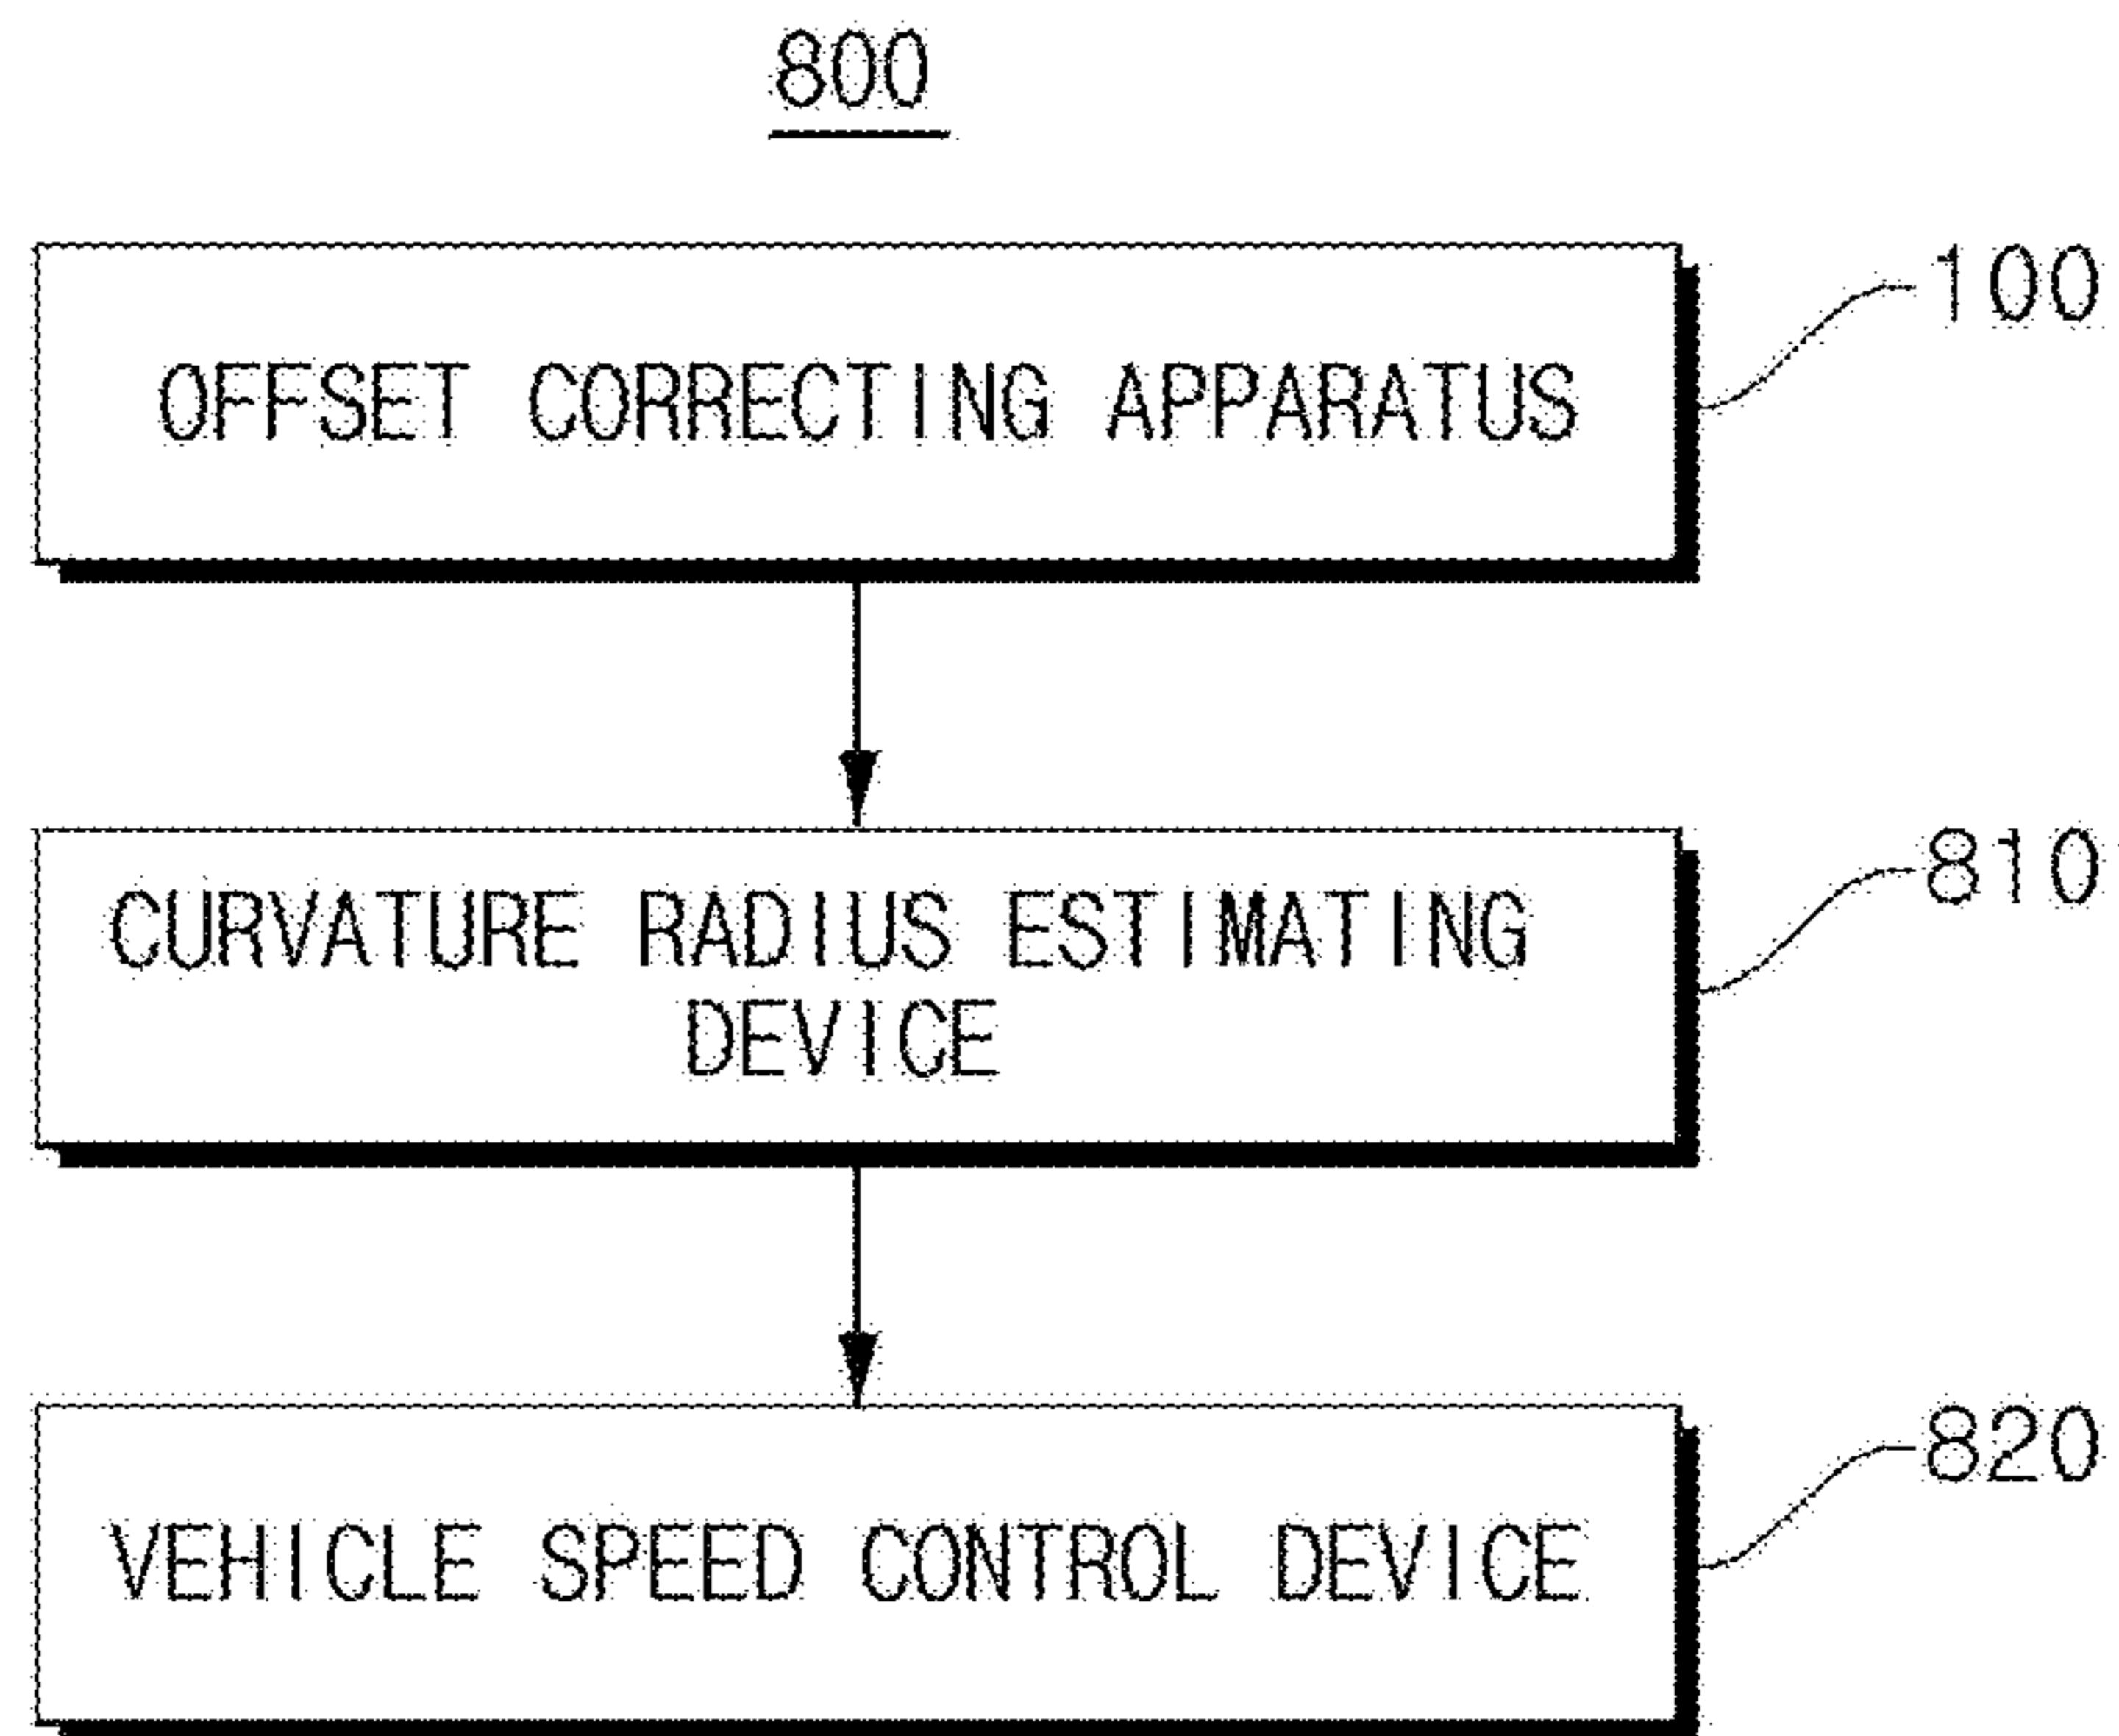 800
OFFSET CORRECTING APPARATUS
100
CURVATURE RADIUS ESTIMATING
DEVICE
810
VEHICLE SPEED CONTROL DEVICE
820